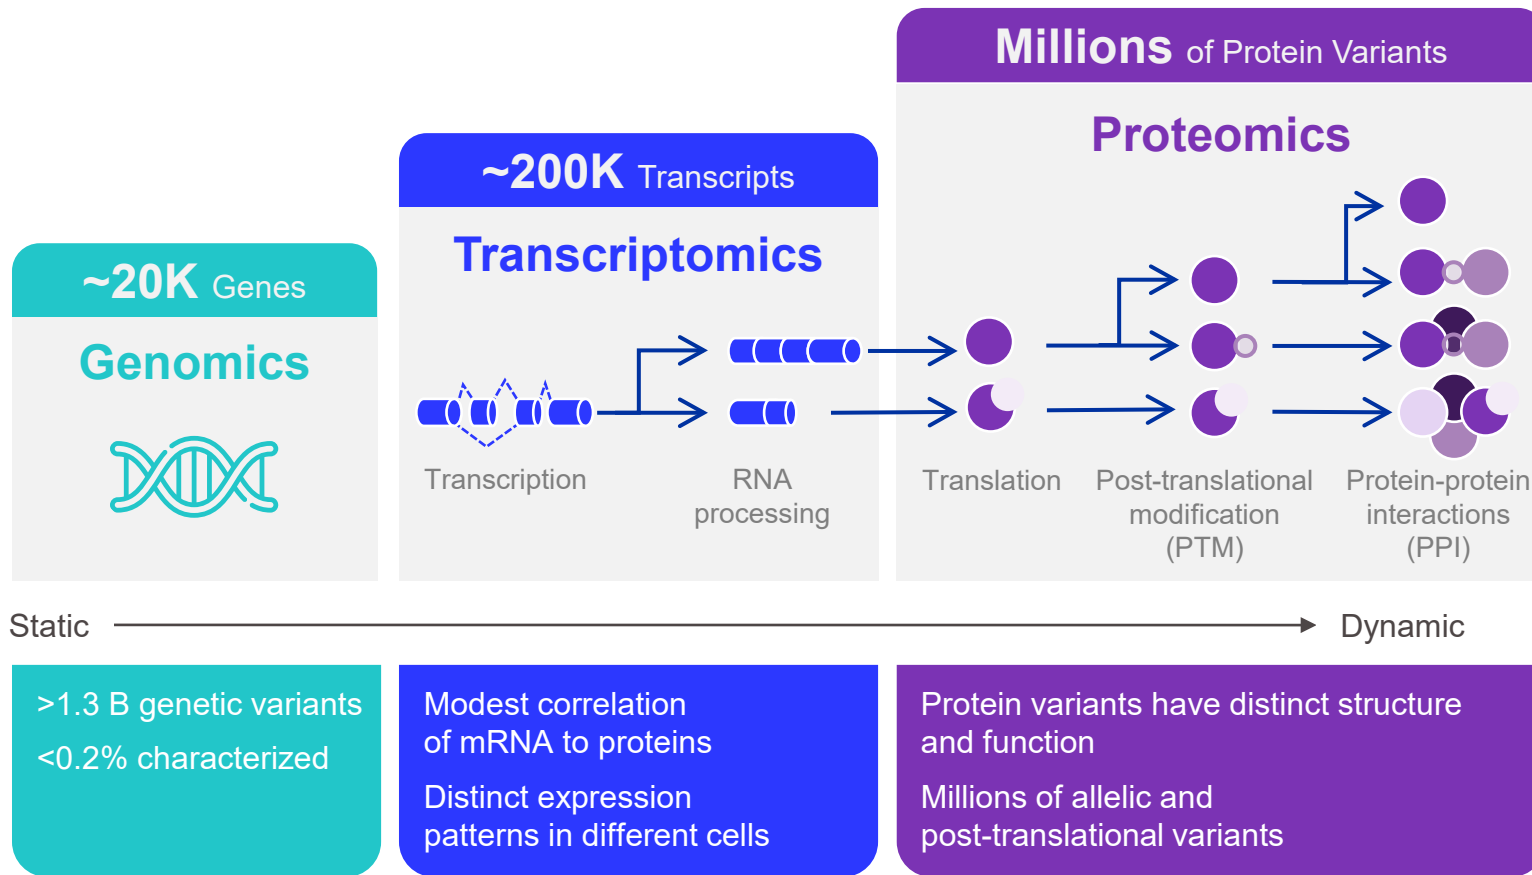 Millions of Protein Variants
Proteomics
~200K Transcripts
Transcriptomics
~20K Genes
Genomics
Transcription
RNA
processing
Translation
Post-translational
modification
(PTM)
Protein-protein
interactions
(PPI)
Static
Dynamic
>1.3 B genetic variants
<0.2% characterized
Modest correlation
of mRNA to proteins
Distinct expression
patterns in different cells
Protein variants have distinct structure
and function
Millions of allelic and
post-translational variants